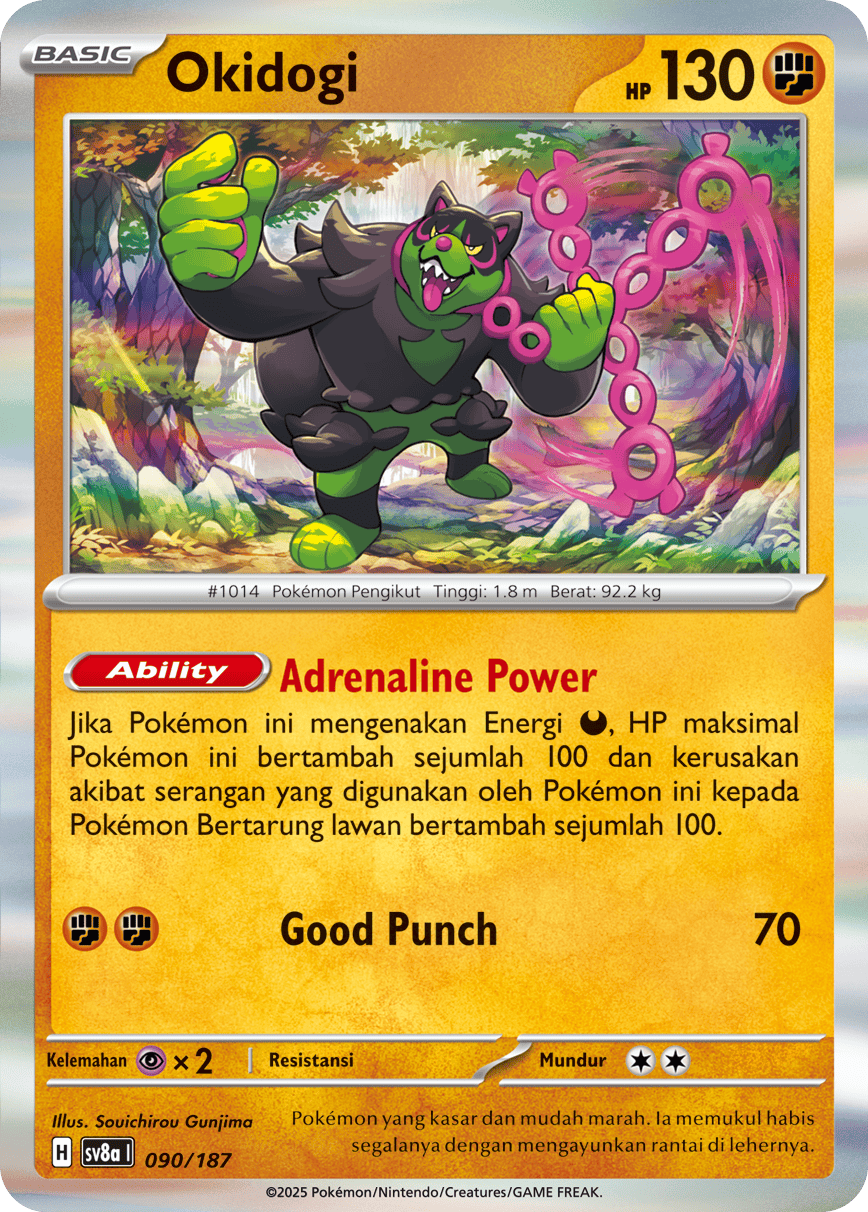 BASIC
Okidogi
HP 130
#1014 Pokémon Pengikut Tinggi: 1.8 m Berat: 92.2 kg
Ability Adrenaline Power
Jika Pokémon ini mengenakan Energi , HP maksimal
Pokémon ini bertambah sejumlah 100 dan kerusakan
akibat serangan yang digunakan oleh Pokémon ini kepada
Pokémon Bertarung lawan bertambah sejumlah 100.
Good Punch 70
Kelemahan ×2 Resistansi Mundur
Illus. Souichirou Gunjima
Pokémon yang kasar dan mudah marah. Ia memukul habis
segalanya dengan mengayunkan rantai di lehernya.
H sv8a I 090/187
©2025 Pokémon/Nintendo/Creatures/GAME FREAK.